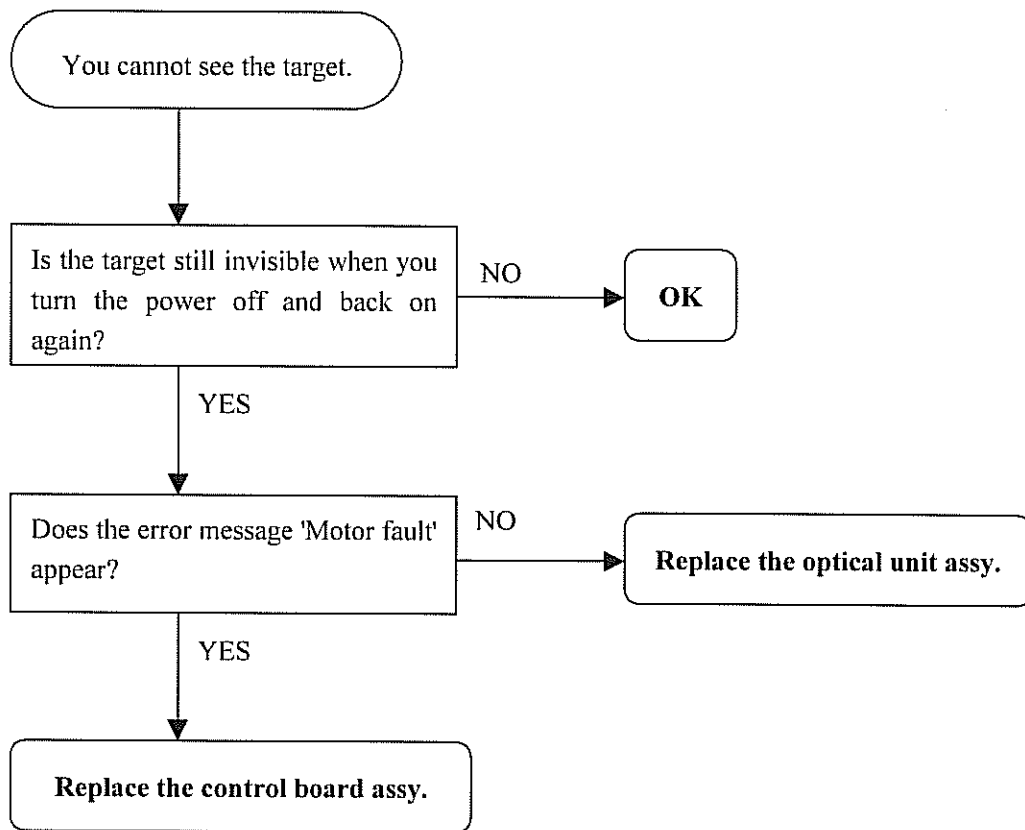 You cannot see the target.
Is the target still invisible when you
turn the power off and back on
again?
NO
OK
YES
Does the error message 'Motor fault'
appear?
NO
Replace the optical unit assy.
YES
Replace the control board assy.